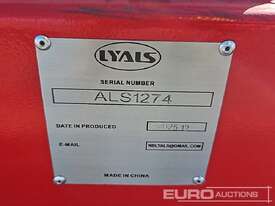 LYALS
SERIAL NUMBER
ALS1274
DATE IN PRODUCED
E-MAIL
MADE IN CHINA
EURO AUCTIONS